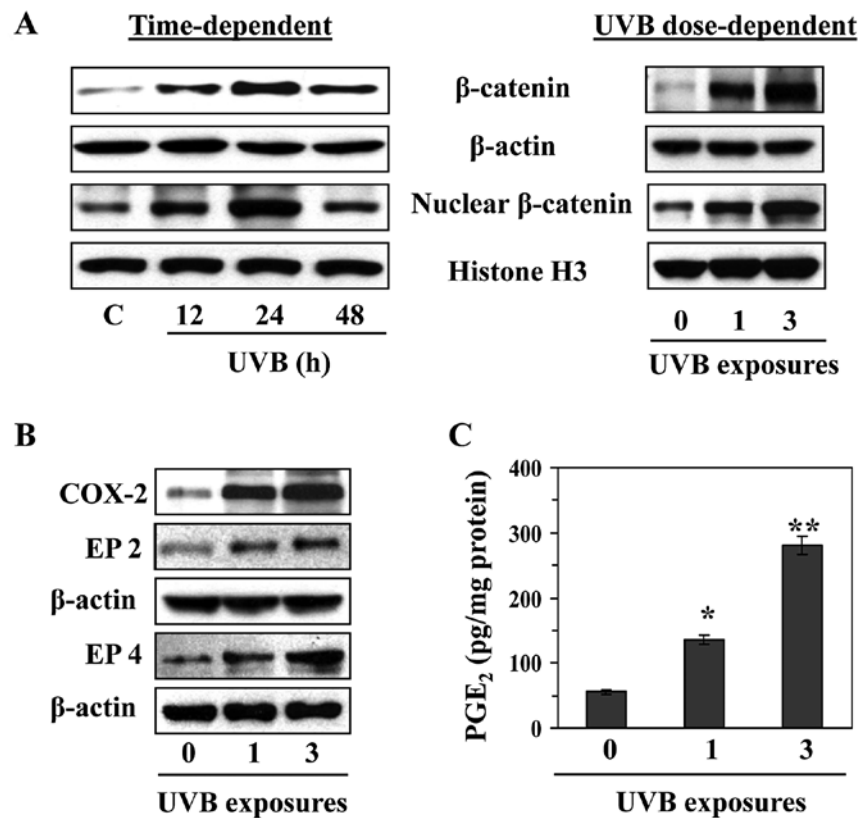 A
Time-dependent
UVB dose-dependent
β-catenin
β-actin
Nuclear β-catenin
Histone H3
C 12 24 48
UVB (h)
0 1 3
UVB exposures
B
COX-2
EP 2
β-actin
EP 4
β-actin
0 1 3
UVB exposures
C
PGE₂ (pg/mg protein)
400
300
200
100
0
*
**
0 1 3
UVB exposures